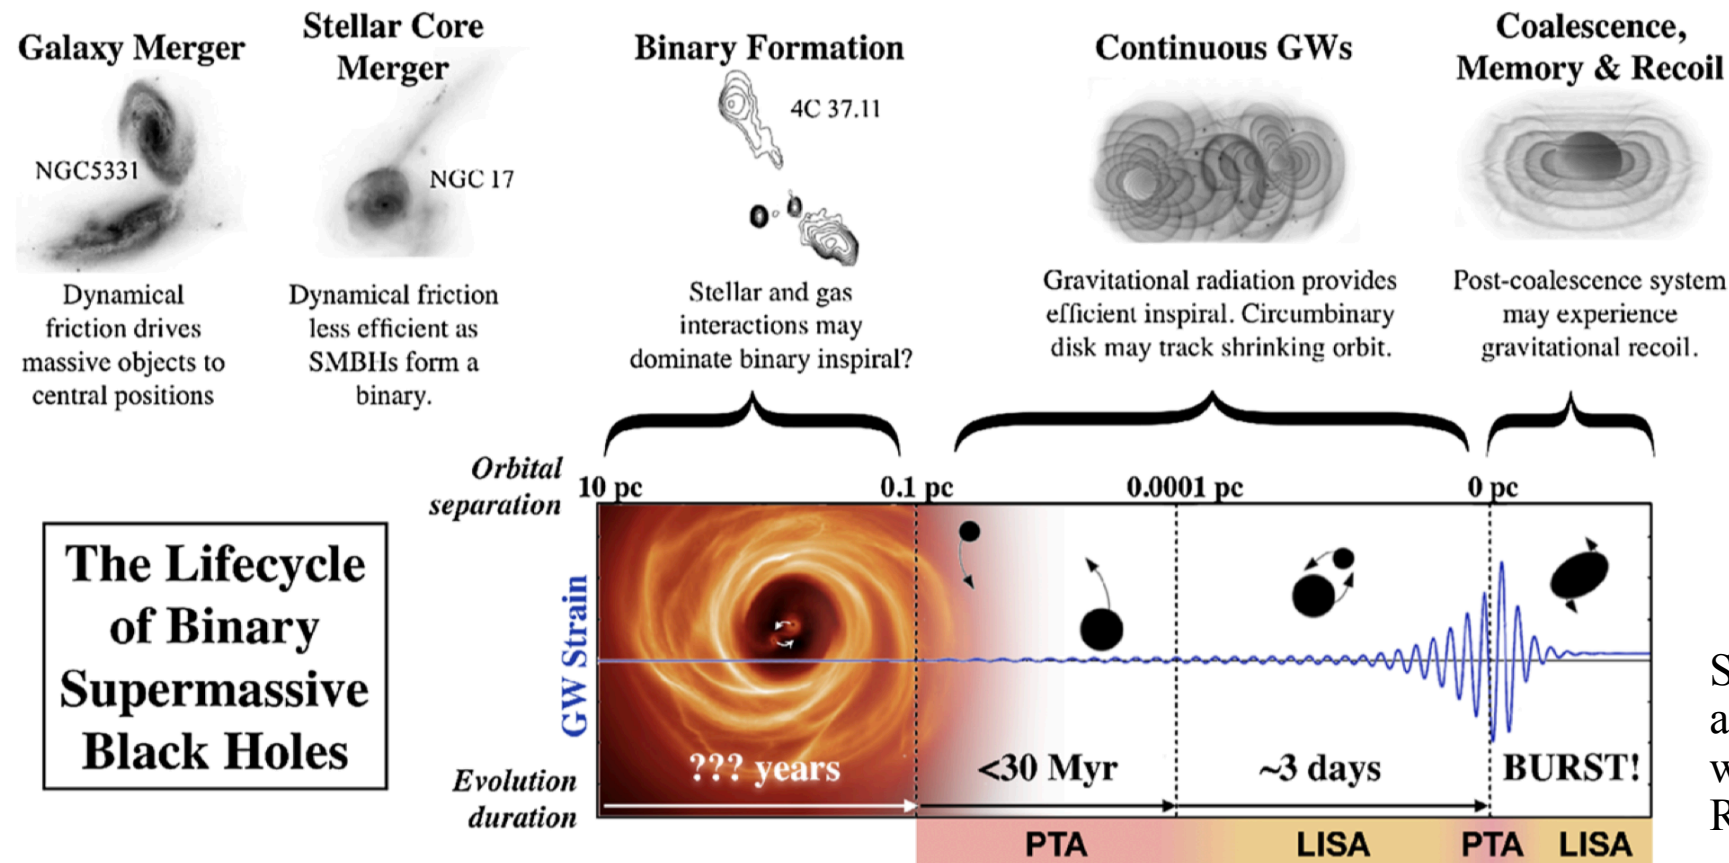 Galaxy Merger
NGC5331
Dynamical
friction drives
massive objects to
central positions
Stellar Core
Merger
NGC 17
Dynamical friction
less efficient as
SMBHs form a
binary.
Binary Formation
4C 37.11
Stellar and gas
interactions may
dominate binary inspiral?
Continuous GWs
Gravitational radiation provides
efficient inspiral. Circumbinary
disk may track shrinking orbit.
Coalescence,
Memory & Recoil
Post-coalescence system
may experience
gravitational recoil.
The Lifecycle
of Binary
Supermassive
Black Holes
Orbital
separation
10 pc
0.1 pc
0.0001 pc
0 pc
GW Strain
Evolution
duration
??? years
<30 Myr
~3 days
BURST!
PTA
LISA
PTA
LISA